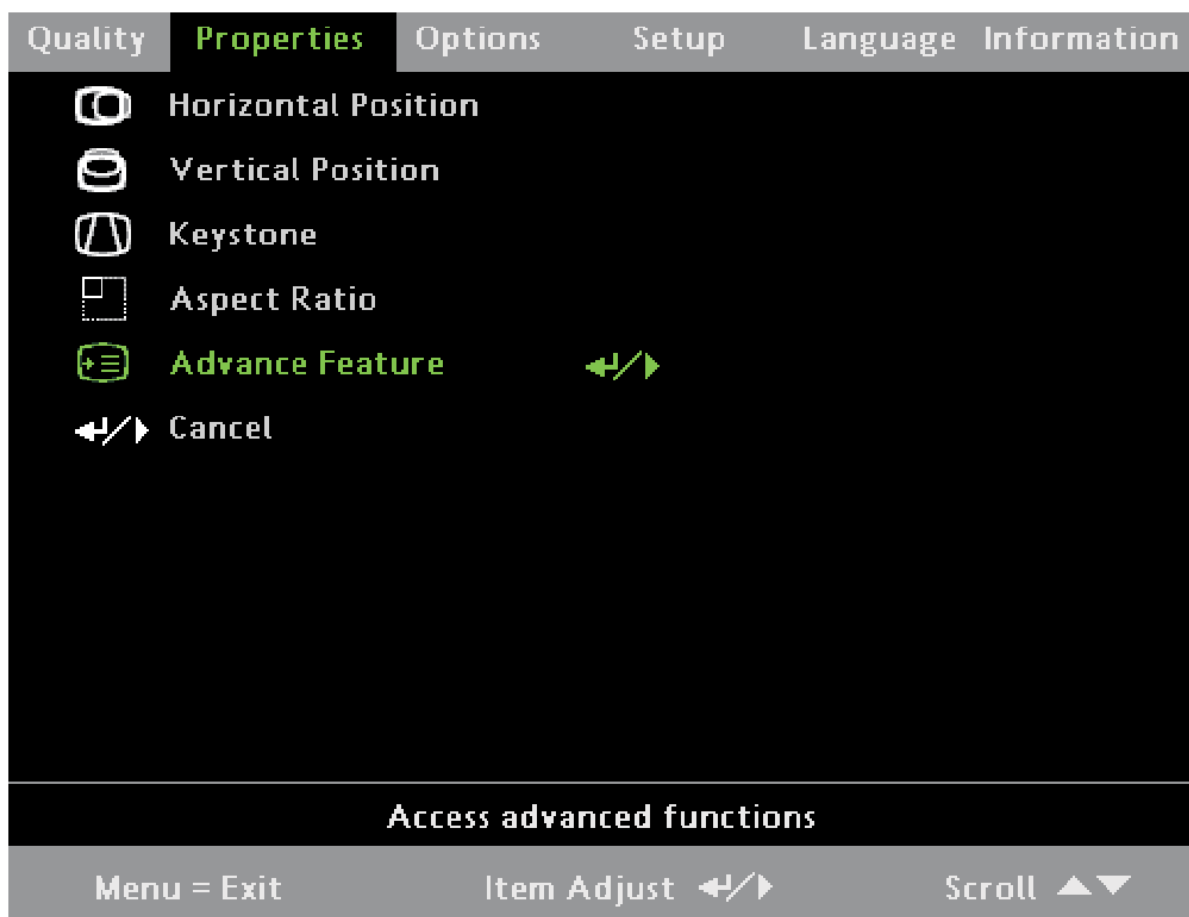 Quality Properties Options Setup Language Information
Horizontal Position
Vertical Position
Keystone
Aspect Ratio
Advance Feature
Cancel
Access advanced functions
Menu = Exit Item Adjust Scroll